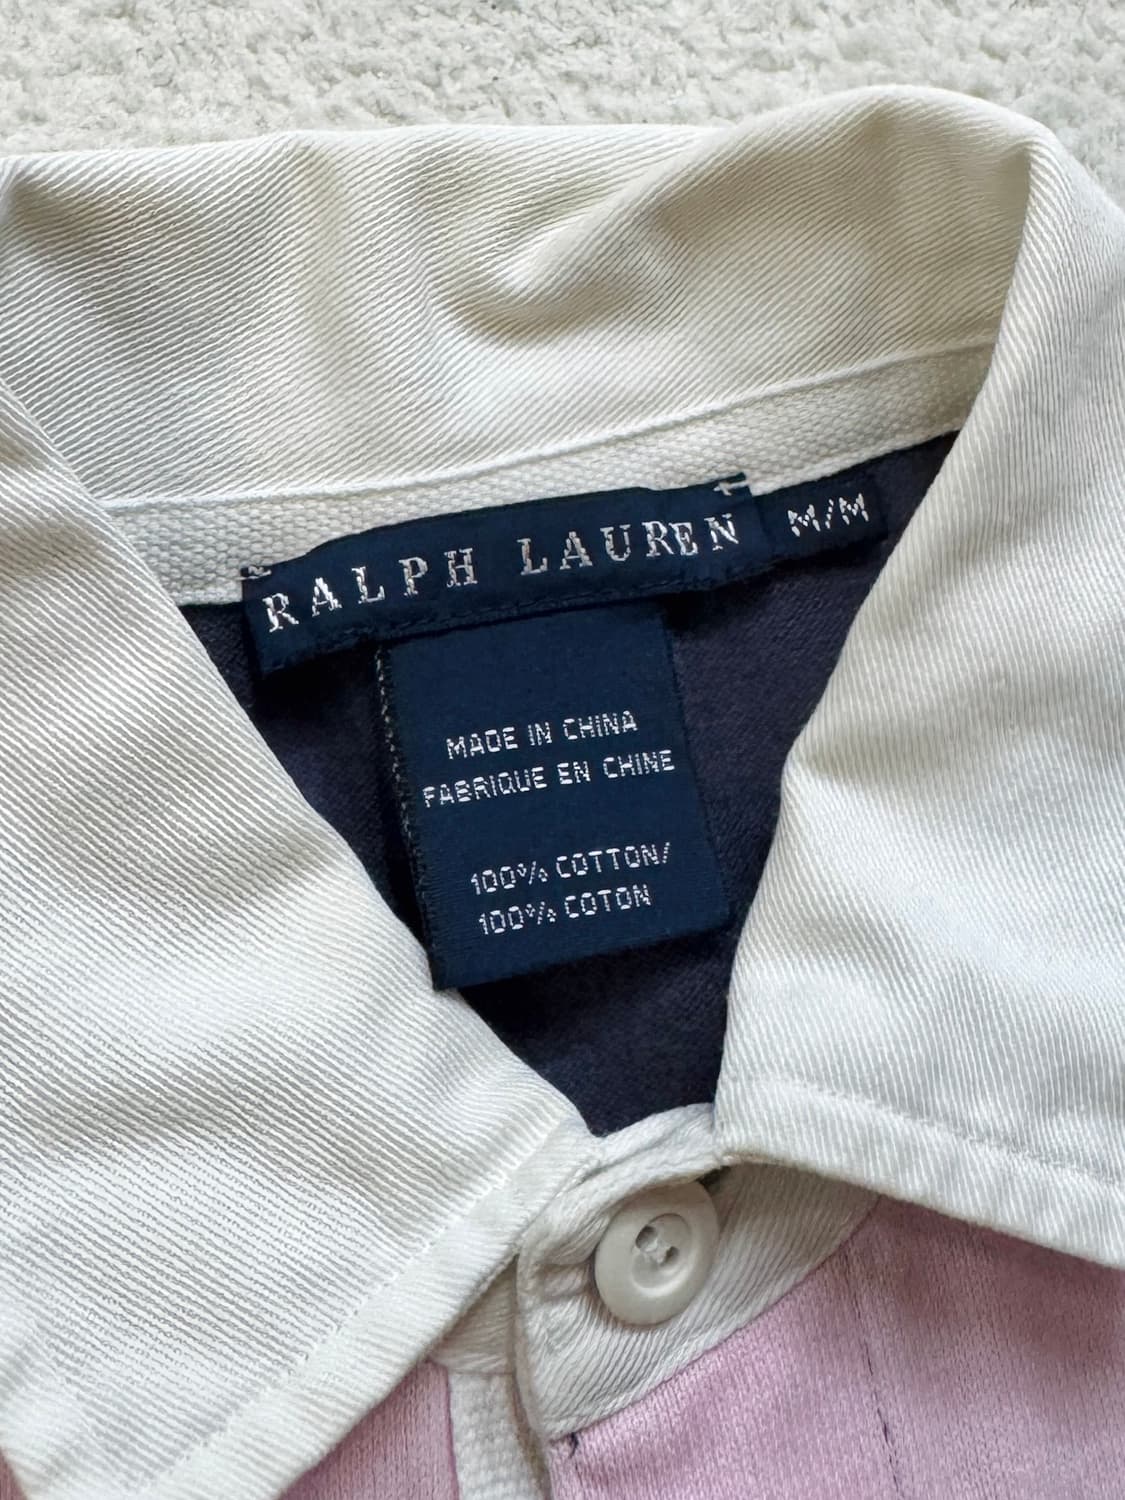 RALPH LAUREN
M/M
MADE IN CHINA
FABRIQUE EN CHINE
100% COTTON/
100% COTON